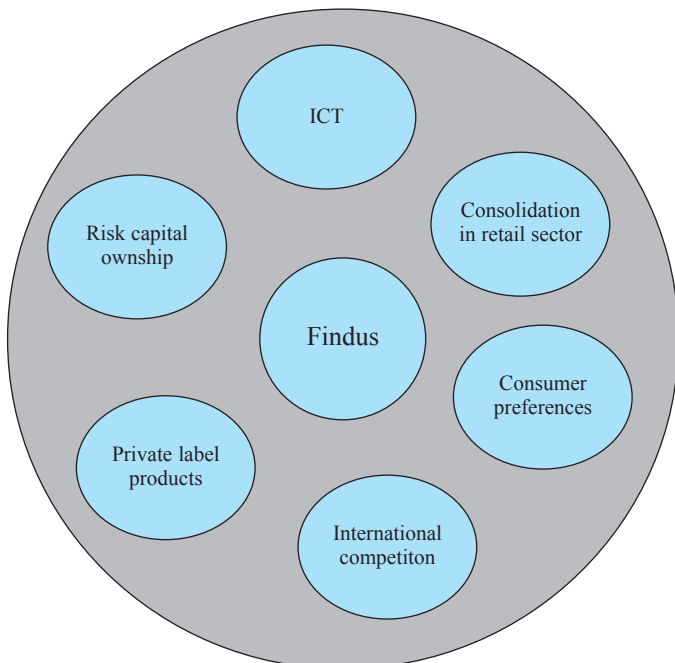 ICT
Consolidation
in retail sector
Risk capital
ownship
Findus
Consumer
preferences
Private label
products
International
competiton